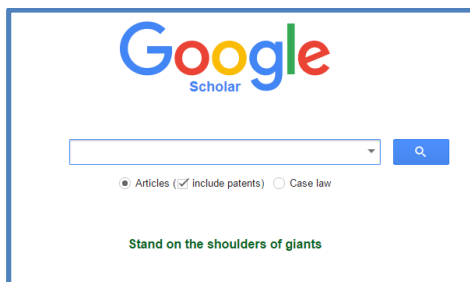 Google
Scholar
Articles (include patents) Case law
Stand on the shoulders of giants